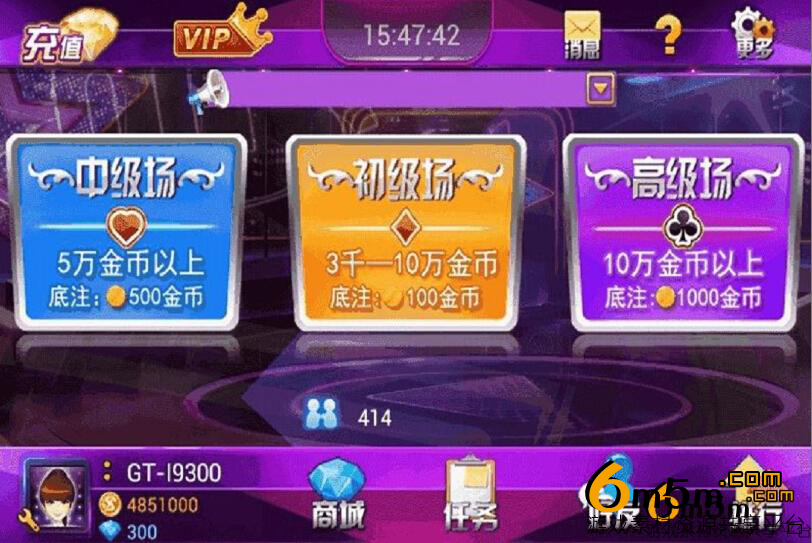 充值
VIP
15:47:42
消息
?
更多
中级场
5万金币以上
底注:500金币
初级场
3千一10万金币
底注:100金币
高级场
10万金币以上
底注:1000金币
414
GT-I9300
4851000
300
商城
任务
6m5m.com
6m5m.com